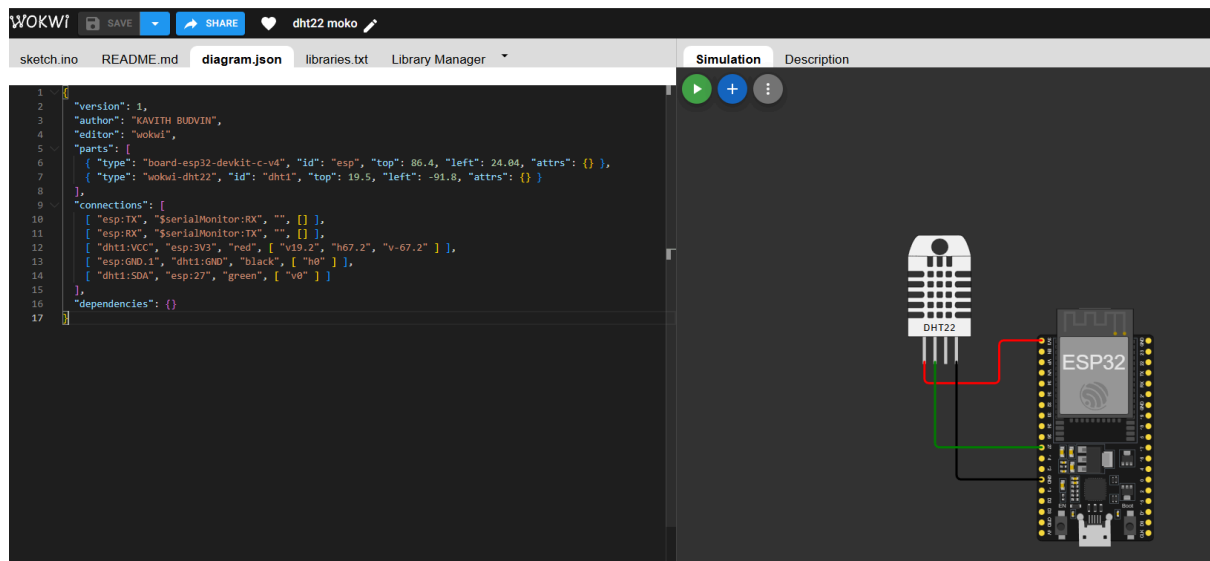 WOKWi SAVE SHARE dht22 moko
sketch.ino README.md diagram.json libraries.txt Library Manager
Simulation Description
1 {
2 "version": 1,
3 "author": "KAVITH BUDVIN",
4 "editor": "wokwi",
5 "parts": [
6 { "type": "board-esp32-devkit-c-v4", "id": "esp", "top": 86.4, "left": 24.04, "attrs": {} },
7 { "type": "wokwi-dht22", "id": "dht1", "top": 19.5, "left": -91.8, "attrs": {} }
8 ],
9 "connections": [
10 [ "esp:TX", "$serialMonitor:RX", "", [] ],
11 [ "esp:RX", "$serialMonitor:TX", "", [] ],
12 [ "dht1:VCC", "esp:3V3", "red", [ "v19.2", "h67.2", "v-67.2" ] ],
13 [ "esp:GND.1", "dht1:GND", "black", [ "h0" ] ],
14 [ "dht1:SDA", "esp:27", "green", [ "v0" ] ]
15 ],
16 "dependencies": {}
17 }
DHT22
ESP32
EN
Boot